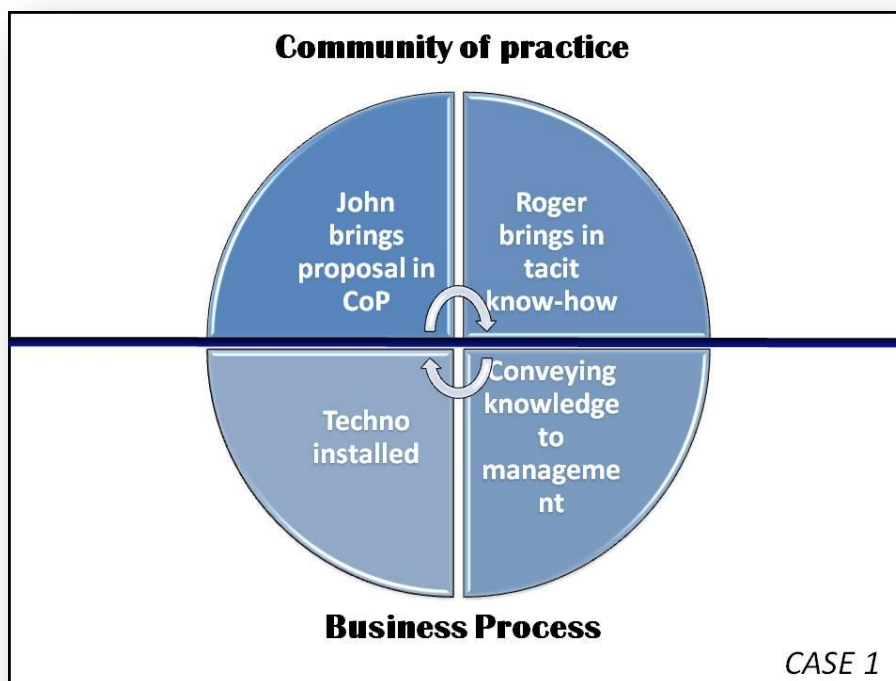 Community of practice
John
brings
proposal in
CoP
Roger
brings in
tacit
know-how
Techno
installed
Conveying
knowledge
to
manageme
nt
Business Process
CASE 1